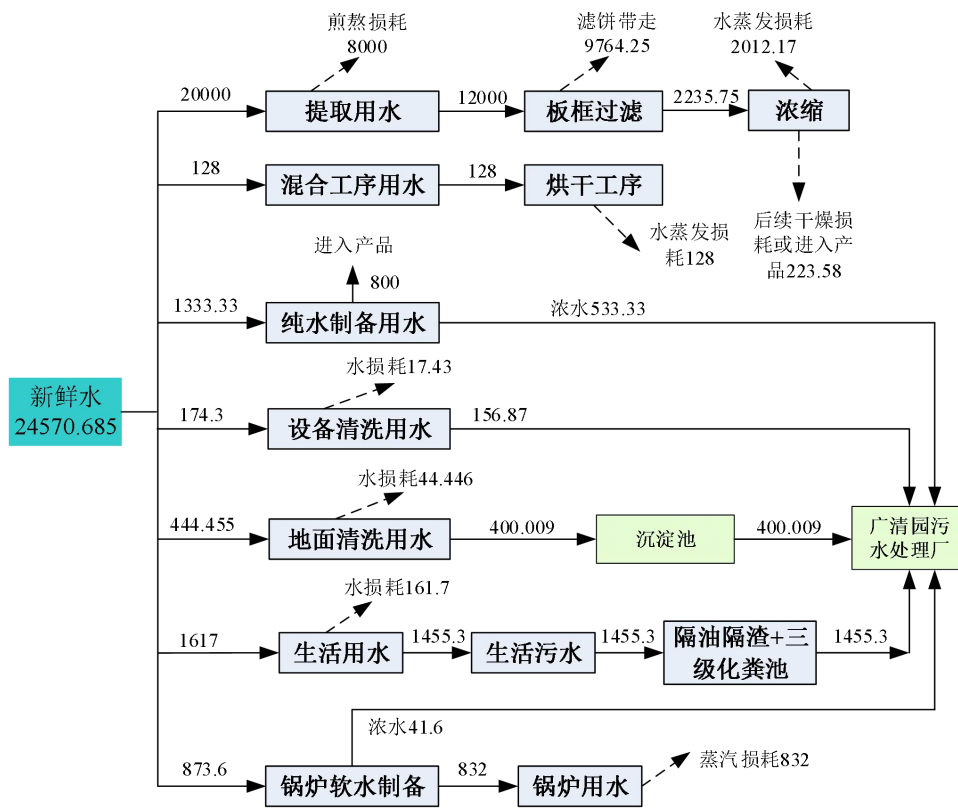 煎熬损耗
8000
滤饼带走
9764.25
水蒸发损耗
2012.17
20000
提取用水
12000
板框过滤
2235.75
浓缩
128
混合工序用水
128
烘干工序
水蒸发损
耗128
后续干燥损
耗或进入产
品223.58
进入产品
800
1333.33
纯水制备用水
浓水533.33
新鲜水
24570.685
水损耗17.43
174.3
设备清洗用水
156.87
水损耗44.446
444.455
地面清洗用水
400.009
沉淀池
400.009
广清园污
水处理厂
水损耗161.7
1617
生活用水
1455.3
生活污水
1455.3
隔油隔渣+三
级化粪池
1455.3
浓水41.6
873.6
锅炉软水制备
832
锅炉用水
蒸汽损耗832